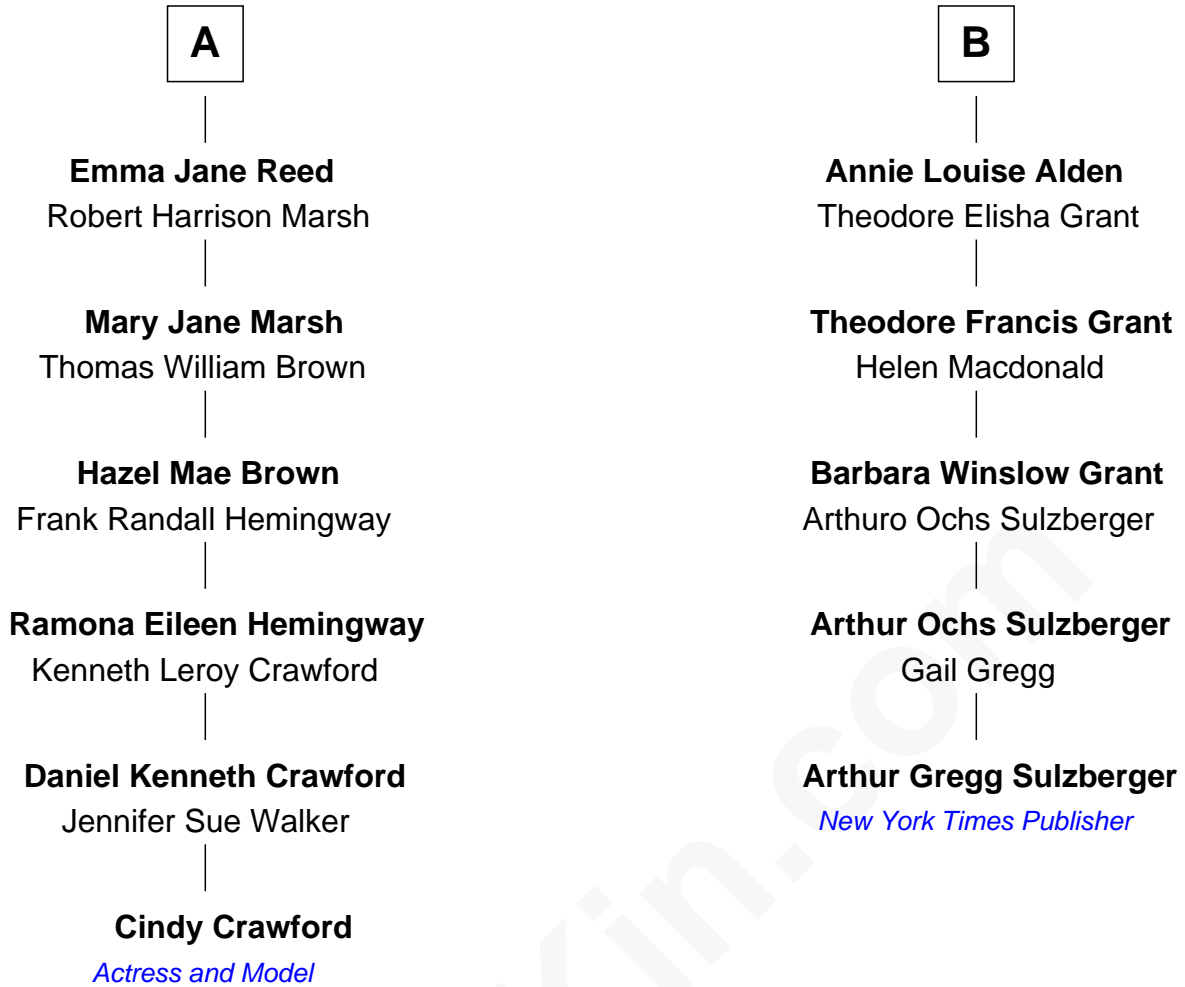 A
Emma Jane Reed
Robert Harrison Marsh
Mary Jane Marsh
Thomas William Brown
Hazel Mae Brown
Frank Randall Hemingway
Ramona Eileen Hemingway
Kenneth Leroy Crawford
Daniel Kenneth Crawford
Jennifer Sue Walker
Cindy Crawford
Actress and Model
B
Annie Louise Alden
Theodore Elisha Grant
Theodore Francis Grant
Helen Macdonald
Barbara Winslow Grant
Arthuro Ochs Sulzberger
Arthur Ochs Sulzberger
Gail Gregg
Arthur Gregg Sulzberger
New York Times Publisher
Kin.com